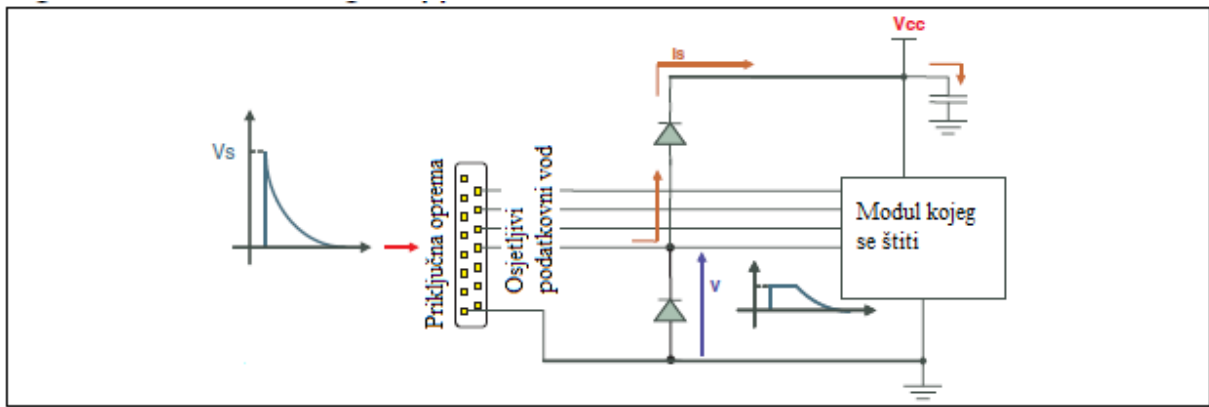 Vcc
Is
Vs
Priključna oprema
Osjetljivi
podatkovni vod
Modul kojeg
se štiti
V